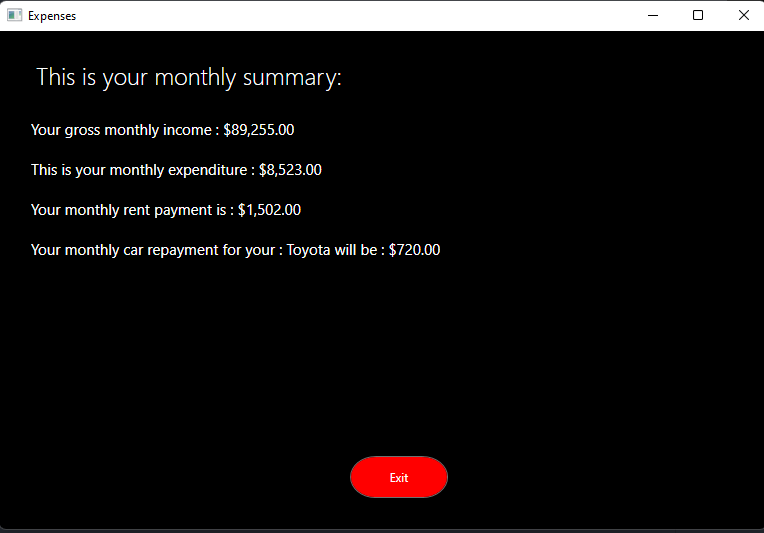 Expenses
This is your monthly summary:
Your gross monthly income : $89,255.00
This is your monthly expenditure : $8,523.00
Your monthly rent payment is : $1,502.00
Your monthly car repayment for your : Toyota will be : $720.00
Exit